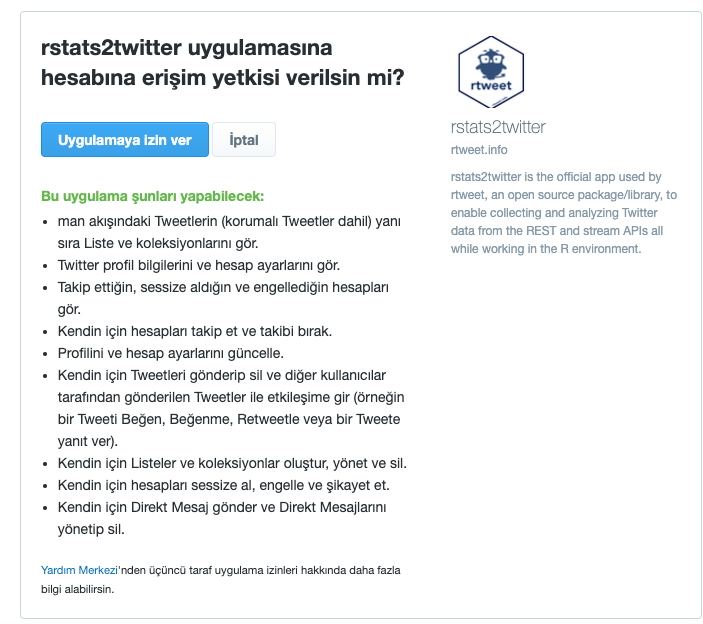 rstats2twitter uygulamasına
hesabına erişim yetkisi verilsin mi?
Uygulamaya izin ver
İptal
Bu uygulama şunları yapabilecek:
• man akışındaki Tweetlerin (korumalı Tweetler dahil) yanı
sıra Liste ve koleksiyonlarını gör.
• Twitter profil bilgilerini ve hesap ayarlarını gör.
• Takip ettiğin, sessize aldığın ve engellediğin hesapları
gör.
• Kendin için hesapları takip et ve takibi bırak.
• Profilini ve hesap ayarlarını güncelle.
• Kendin için Tweetleri gönderip sil ve diğer kullanıcılar
tarafından gönderilen Tweetler ile etkileşime gir (örneğin
bir Tweeti Beğen, Beğenme, Retweetle veya bir Tweete
yanıt ver).
• Kendin için Listeler ve koleksiyonlar oluştur, yönet ve sil.
• Kendin için hesapları sessize al, engelle ve şikayet et.
• Kendin için Direkt Mesaj gönder ve Direkt Mesajlarını
yönetip sil.
Yardım Merkezi'nden üçüncü taraf uygulama izinleri hakkında daha fazla
bilgi alabilirsin.
rtweet
rstats2twitter
rtweet.info
rstats2twitter is the official app used by
rtweet, an open source package/library, to
enable collecting and analyzing Twitter
data from the REST and stream APIs all
while working in the R environment.